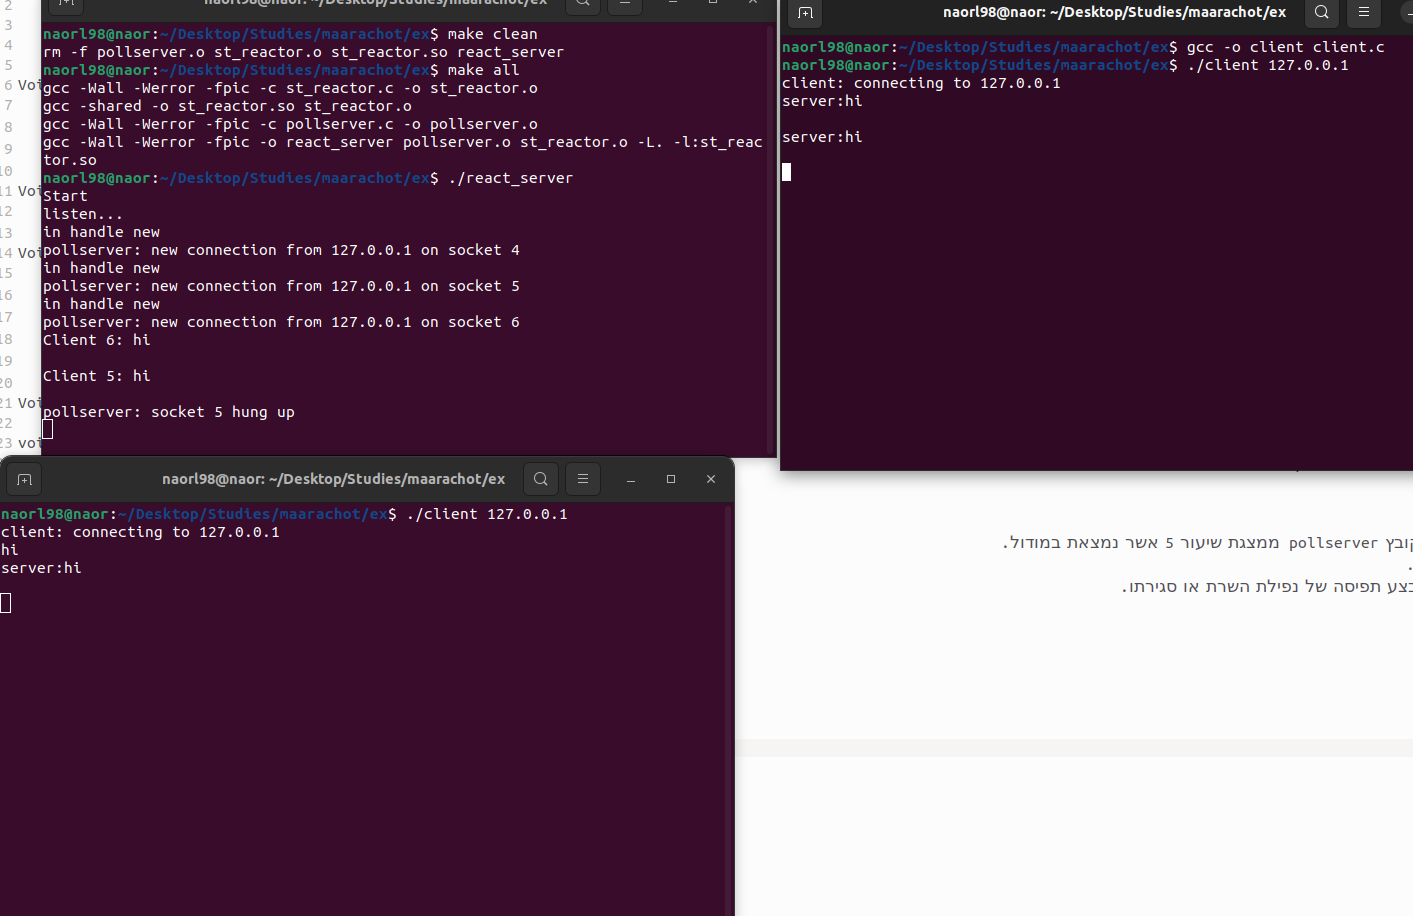 naorl98@naor: ~/Desktop/Studies/maarachot/ex
naorl98@naor:~/Desktop/Studies/maarachot/ex$ make clean
rm -f pollserver.o st_reactor.o st_reactor.so react_server
naorl98@naor:~/Desktop/Studies/maarachot/ex$ make all
gcc -Wall -Werror -fpic -c st_reactor.c -o st_reactor.o
gcc -shared -o st_reactor.so st_reactor.o
gcc -Wall -Werror -fpic -c pollserver.c -o pollserver.o
gcc -Wall -Werror -fpic -o react_server pollserver.o st_reactor.o -L. -l:st_reac
tor.so
naorl98@naor:~/Desktop/Studies/maarachot/ex$ ./react_server
Start
listen...
in handle new
pollserver: new connection from 127.0.0.1 on socket 4
in handle new
pollserver: new connection from 127.0.0.1 on socket 5
in handle new
pollserver: new connection from 127.0.0.1 on socket 6
Client 6: hi
Client 5: hi
pollserver: socket 5 hung up
naorl98@naor: ~/Desktop/Studies/maarachot/ex
naorl98@naor:~/Desktop/Studies/maarachot/ex$ gcc -o client client.c
naorl98@naor:~/Desktop/Studies/maarachot/ex$ ./client 127.0.0.1
client: connecting to 127.0.0.1
server:hi
server:hi
naorl98@naor: ~/Desktop/Studies/maarachot/ex
naorl98@naor:~/Desktop/Studies/maarachot/ex$ ./client 127.0.0.1
client: connecting to 127.0.0.1
hi
server:hi
2
3
4
5
6 Voi
7
8
9
10
11 Voi
12
13
14 Voi
15
16
17
18
19
20
21 Voi
22
23 voi
קובץ pollserver ממצגת שיעור 5 אשר נמצאת במודול.
.
בצע תפיסה של נפילת השרת או סגירתו.